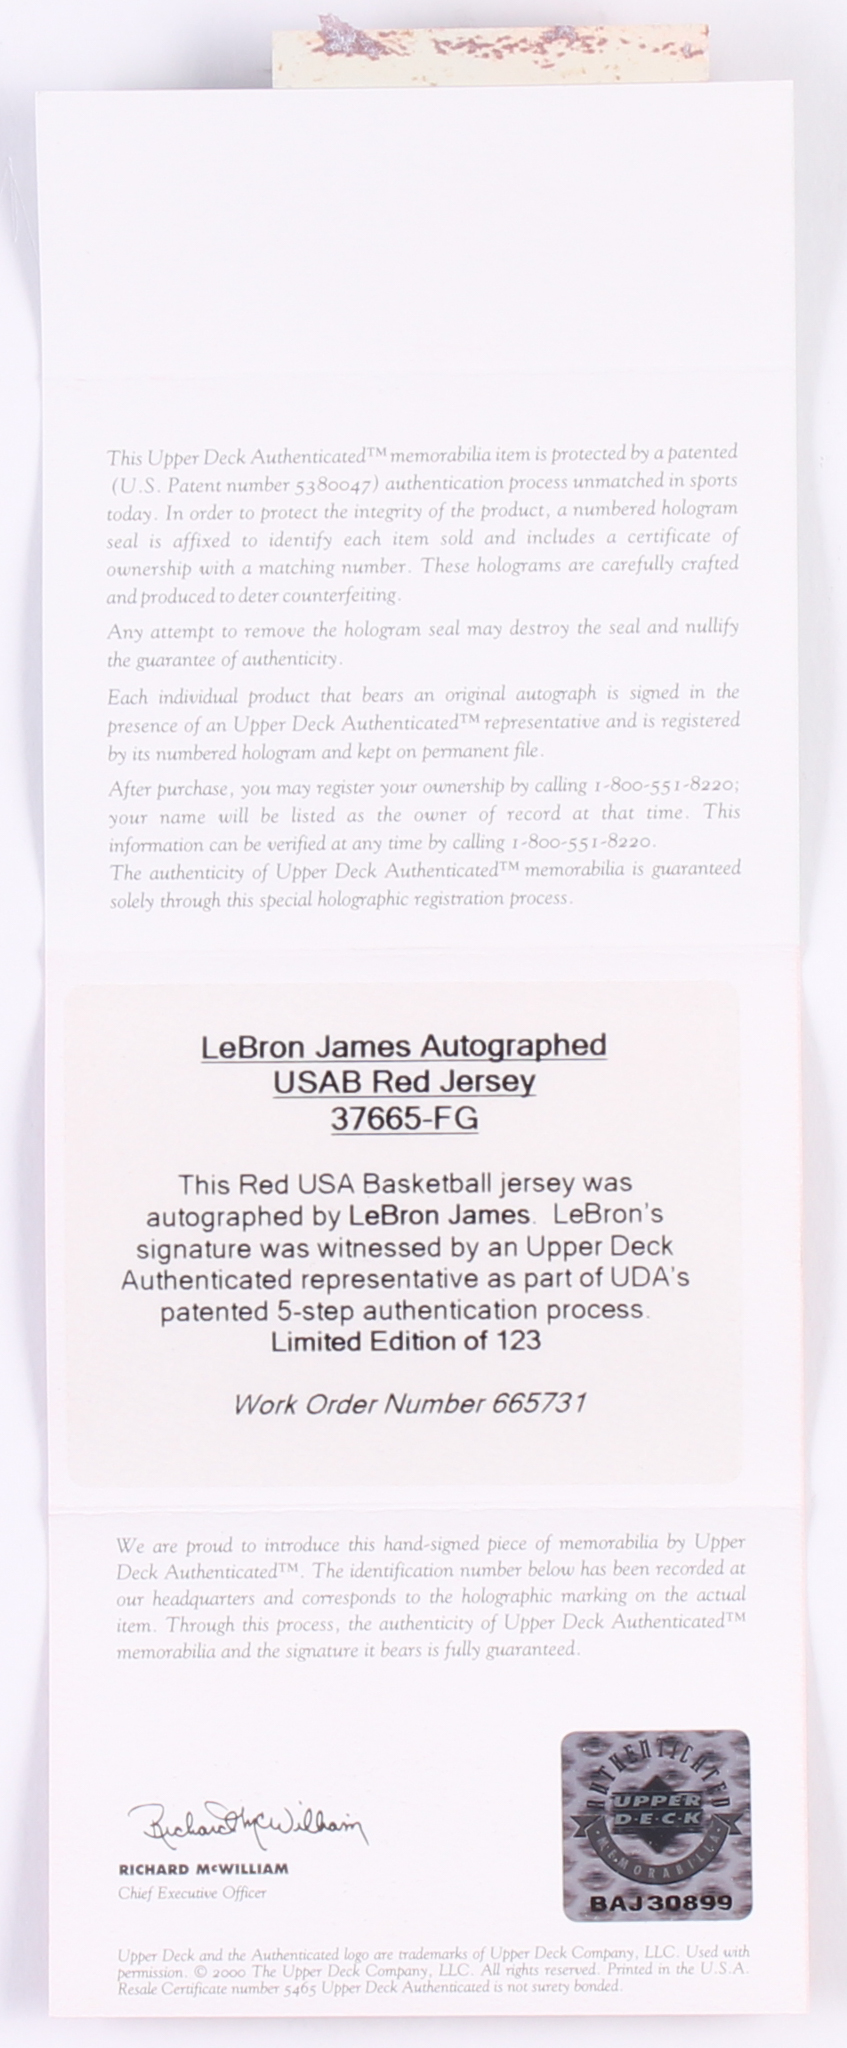 This Upper Deck Authenticated™ memorabilia item is protected by a patented
(U.S. Patent number 5380047) authentication process unmatched in sports
today. In order to protect the integrity of the product, a numbered hologram
seal is affixed to identify each item sold and includes a certificate of
ownership with a matching number. These holograms are carefully crafted
and produced to deter counterfeiting.
Any attempt to remove the hologram seal may destroy the seal and nullify
the guarantee of authenticity.
Each individual product that bears an original autograph is signed in the
presence of an Upper Deck Authenticated™ representative and is registered
by its numbered hologram and kept on permanent file.
After purchase, you may register your ownership by calling 1-800-551-8220;
your name will be listed as the owner of record at that time. This
information can be verified at any time by calling 1-800-551-8220.
The authenticity of Upper Deck Authenticated™ memorabilia is guaranteed
solely through this special holographic registration process.
LeBron James Autographed
USAB Red Jersey
37665-FG
This Red USA Basketball jersey was
autographed by LeBron James. LeBron's
signature was witnessed by an Upper Deck
Authenticated representative as part of UDA's
patented 5-step authentication process.
Limited Edition of 123
Work Order Number 665731
We are proud to introduce this hand-signed piece of memorabilia by Upper
Deck Authenticated™. The identification number below has been recorded at
our headquarters and corresponds to the holographic marking on the actual
item. Through this process, the authenticity of Upper Deck Authenticated™
memorabilia and the signature it bears is fully guaranteed.
Richard McWilliam
RICHARD McWILLIAM
Chief Executive Officer
AUTHENTICATED
UPPER
D·E·C·K
·MEMORABILIA·
BAJ30899
Upper Deck and the Authenticated logo are trademarks of Upper Deck Company, LLC. Used with
permission. © 2000 The Upper Deck Company, LLC. All rights reserved. Printed in the U.S.A.
Resale Certificate number 5465 Upper Deck Authenticated is not surety bonded.